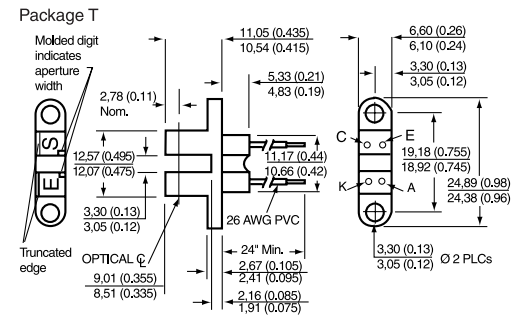 Package T
Molded digit
indicates
aperture
width
11,05 (0.435)
10,54 (0.415)
6,60 (0.26)
6,10 (0.24)
2,78 (0.11)
Nom.
5,33 (0.21)
4,83 (0.19)
3,30 (0.13)
3,05 (0.12)
S
E
12,57 (0.495)
12,07 (0.475)
11.17 (0.44)
10.66 (0.42)
C
E
K
A
19,18 (0.755)
18,92 (0.745)
24,89 (0.98)
24,38 (0.96)
3,30 (0.13)
3,05 (0.12)
26 AWG PVC
Truncated
edge
OPTICAL ℄
24" Min.
9,01 (0.355)
8,51 (0.335)
2,67 (0.105)
2,41 (0.095)
2,16 (0.085)
1,91 (0.075)
3,30 (0.13)
3,05 (0.12)
Ø 2 PLCs